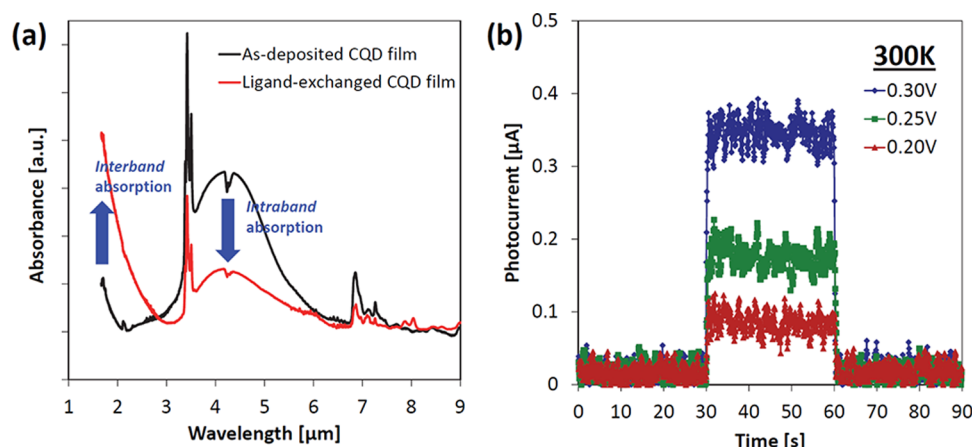 (a)
As-deposited CQD film
Ligand-exchanged CQD film
Interband
absorption
Intraband
absorption
Absorbance [a.u.]
1 2 3 4 5 6 7 8 9
Wavelength [µm]
(b)
300K
0.30V
0.25V
0.20V
Photocurrent [µA]
0.5
0.4
0.3
0.2
0.1
0
0 10 20 30 40 50 60 70 80 90
Time [s]